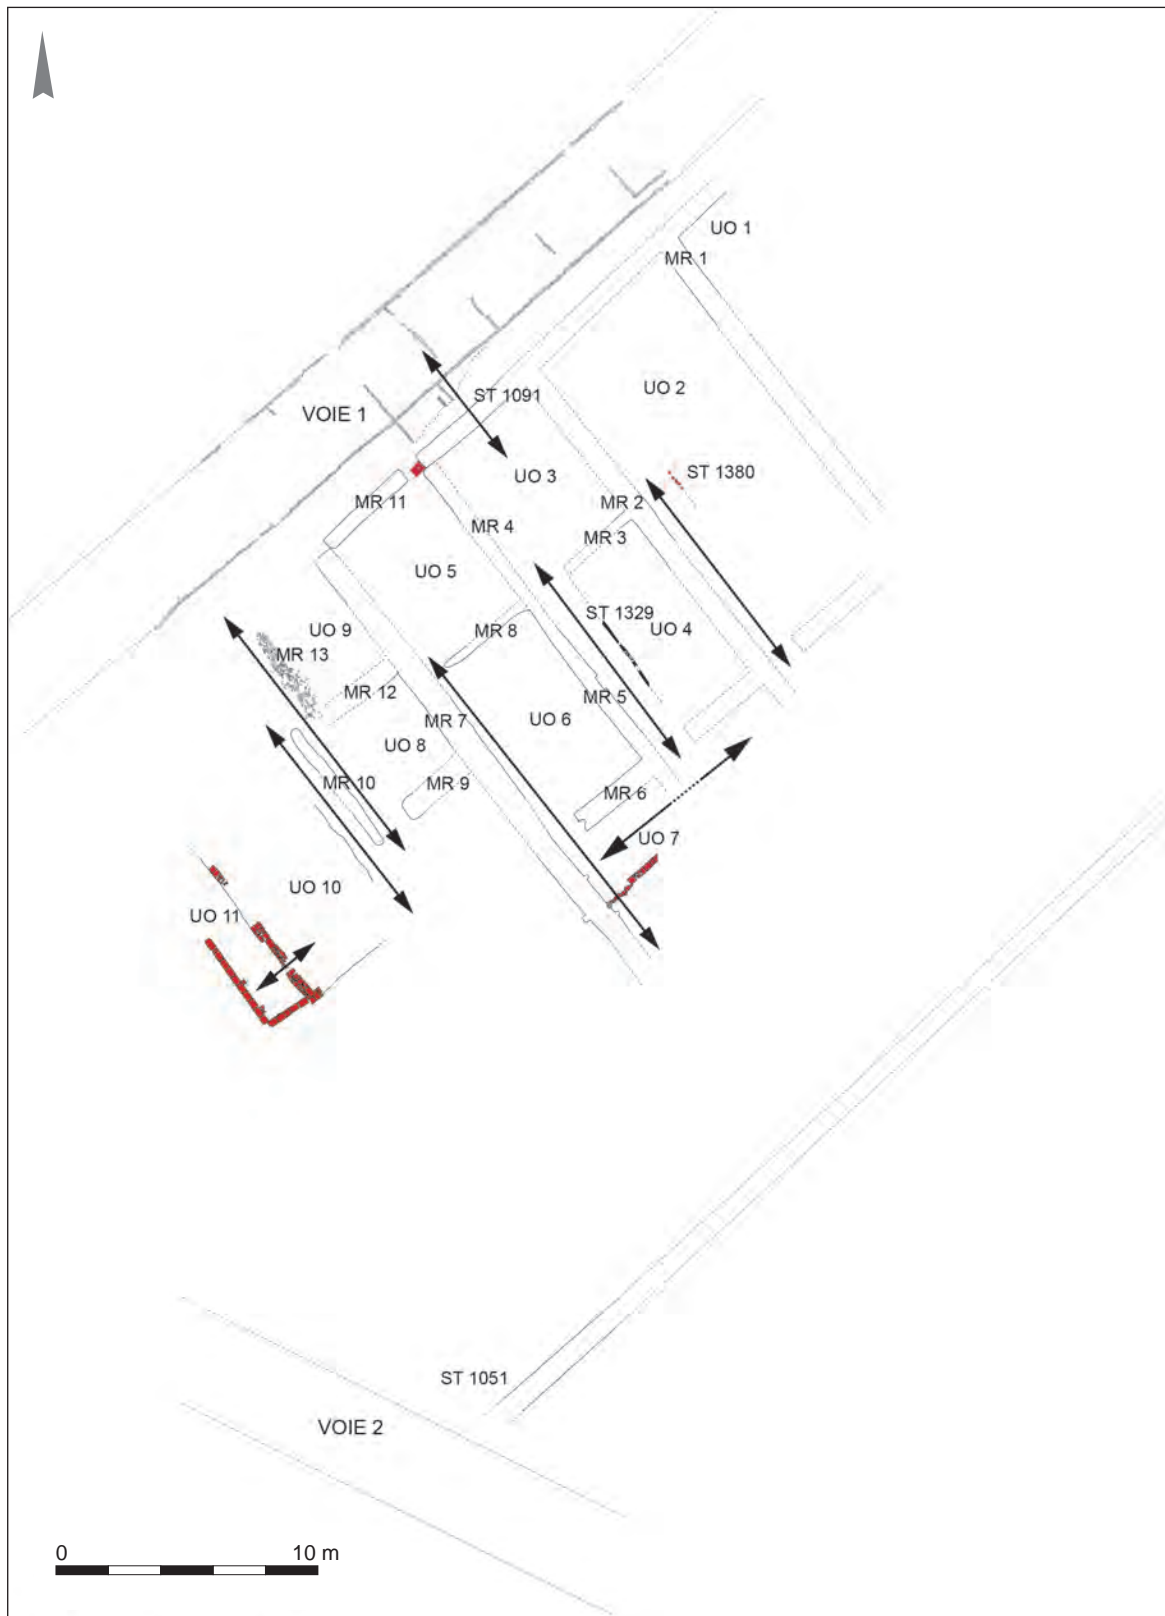 UO 1
MR 1
UO 2
ST 1091
VOIE 1
ST 1380
UO 3
MR 11
MR 2
MR 4
MR 3
UO 5
ST 1329
UO 4
UO 9
MR 8
MR 13
MR 12
MR 5
MR 7
UO 6
UO 8
MR 10
MR 9
MR 6
UO 7
UO 10
UO 11
ST 1051
VOIE 2
0 10 m